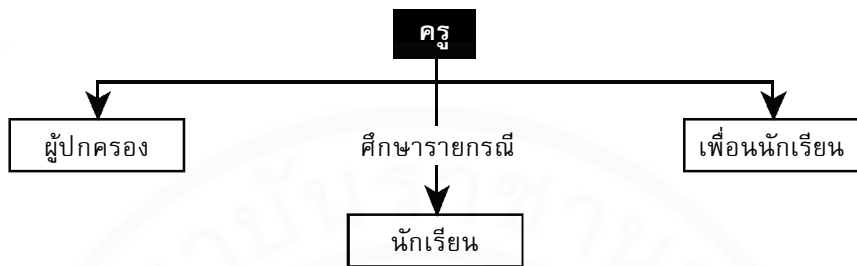 ครู
ผู้ปกครอง
ศึกษารายกรณี
เพื่อนนักเรียน
นักเรียน